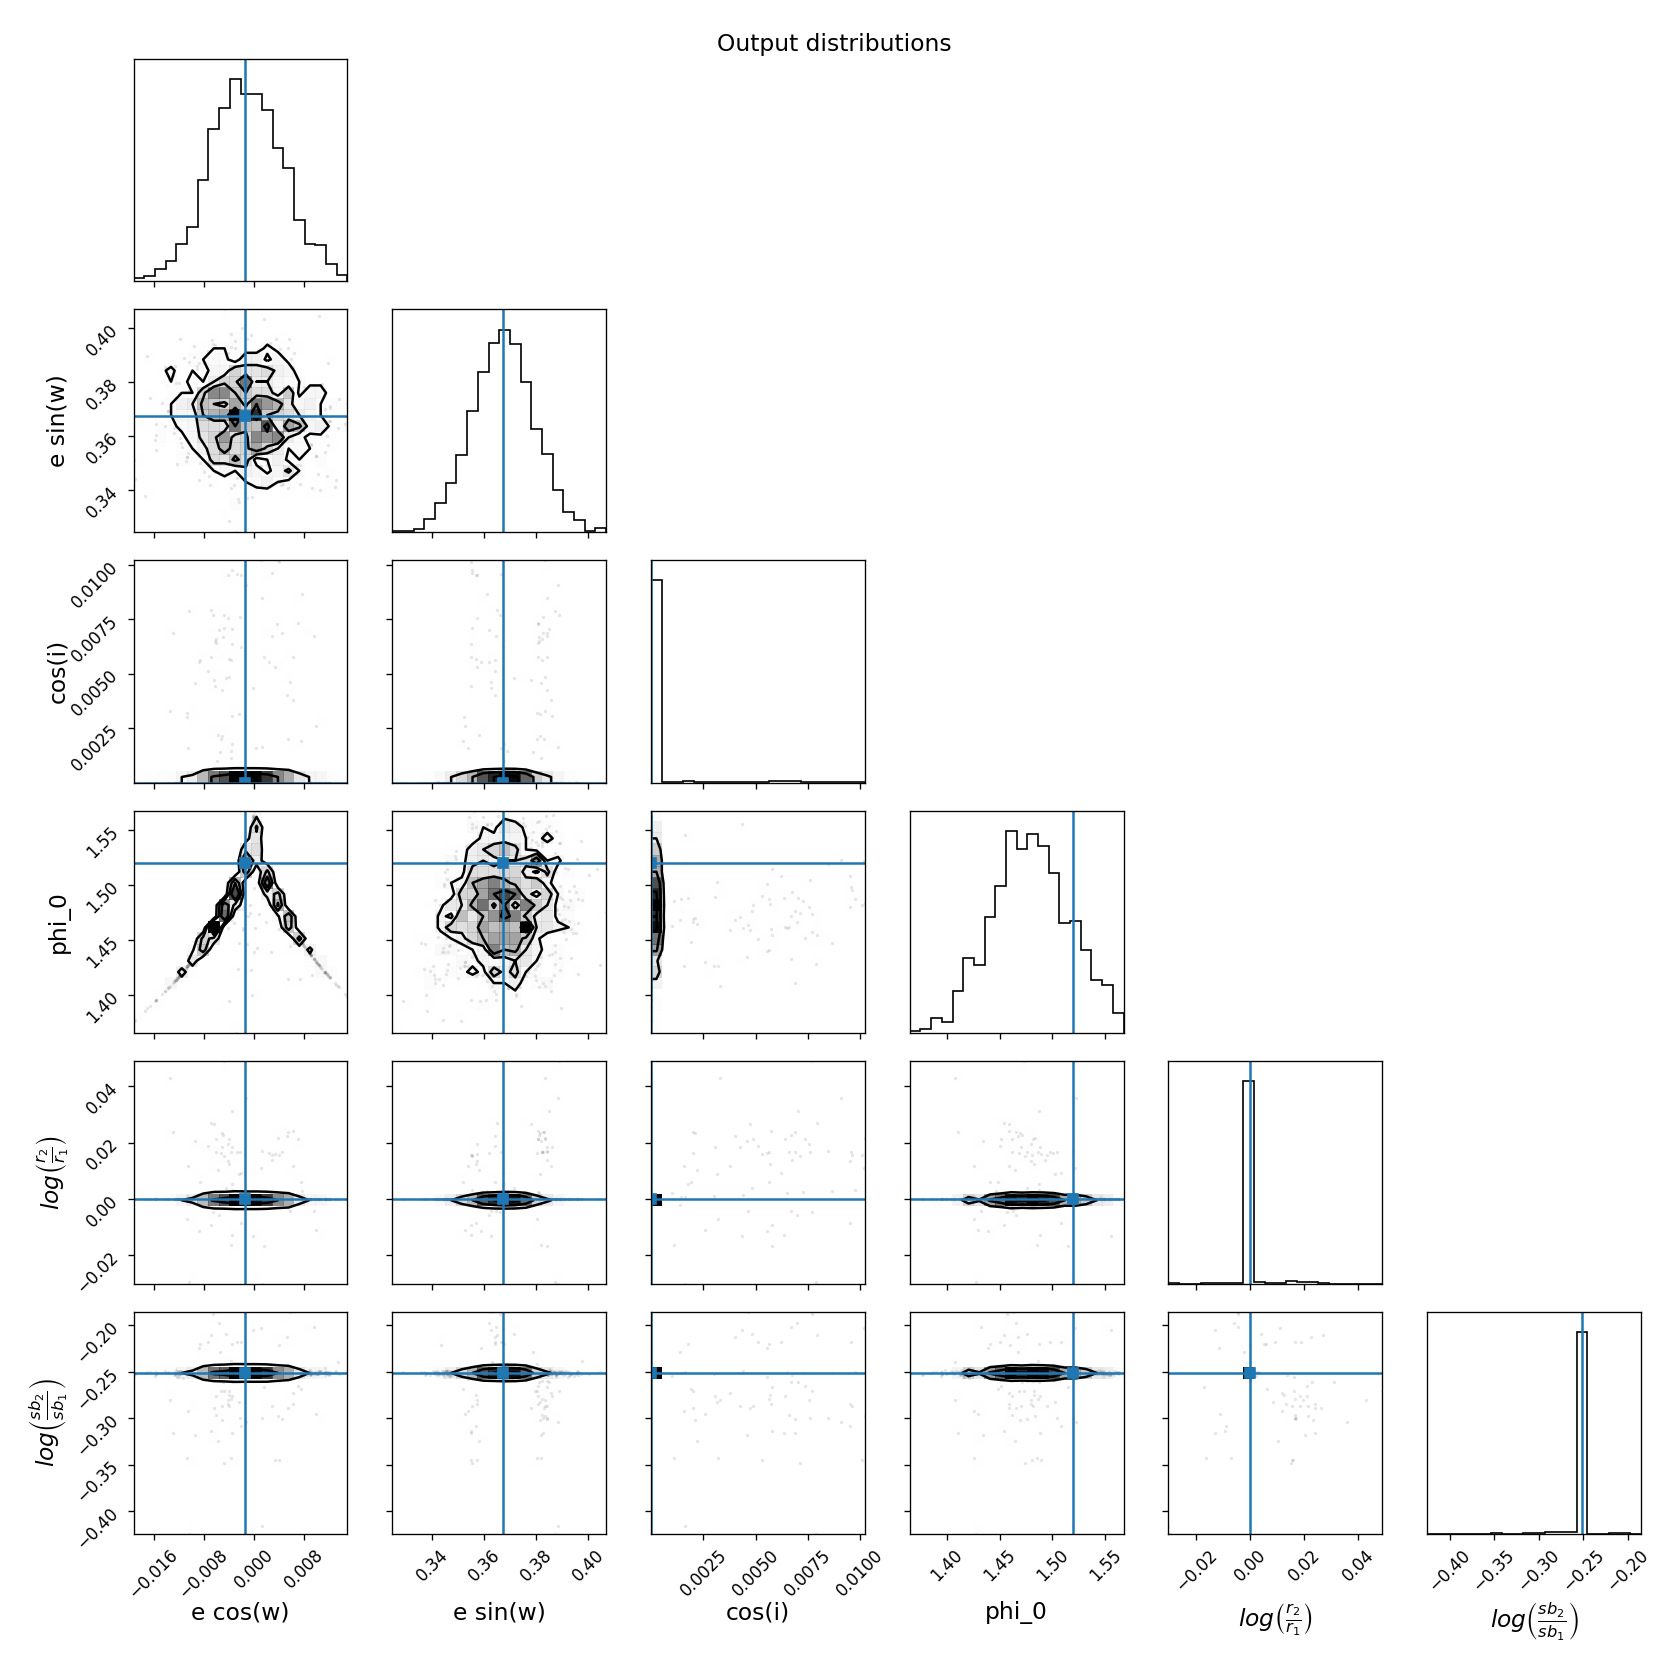 Output distributions
0.40
0.38
0.36
0.34
e sin(w)
0.0100
0.0075
0.0050
0.0025
cos(i)
1.55
1.50
1.45
1.40
phi_0
0.04
0.02
0.00
−0.02
log(r₂/r₁)
−0.20
−0.25
−0.30
−0.35
−0.40
log(sb₂/sb₁)
−0.016 −0.008 0.000 0.008
0.34 0.36 0.38 0.40
0.0025 0.0050 0.0075 0.0100
1.40 1.45 1.50 1.55
−0.02 0.00 0.02 0.04
−0.40 −0.35 −0.30 −0.25 −0.20
e cos(w) e sin(w) cos(i) phi_0 log(r₂/r₁) log(sb₂/sb₁)